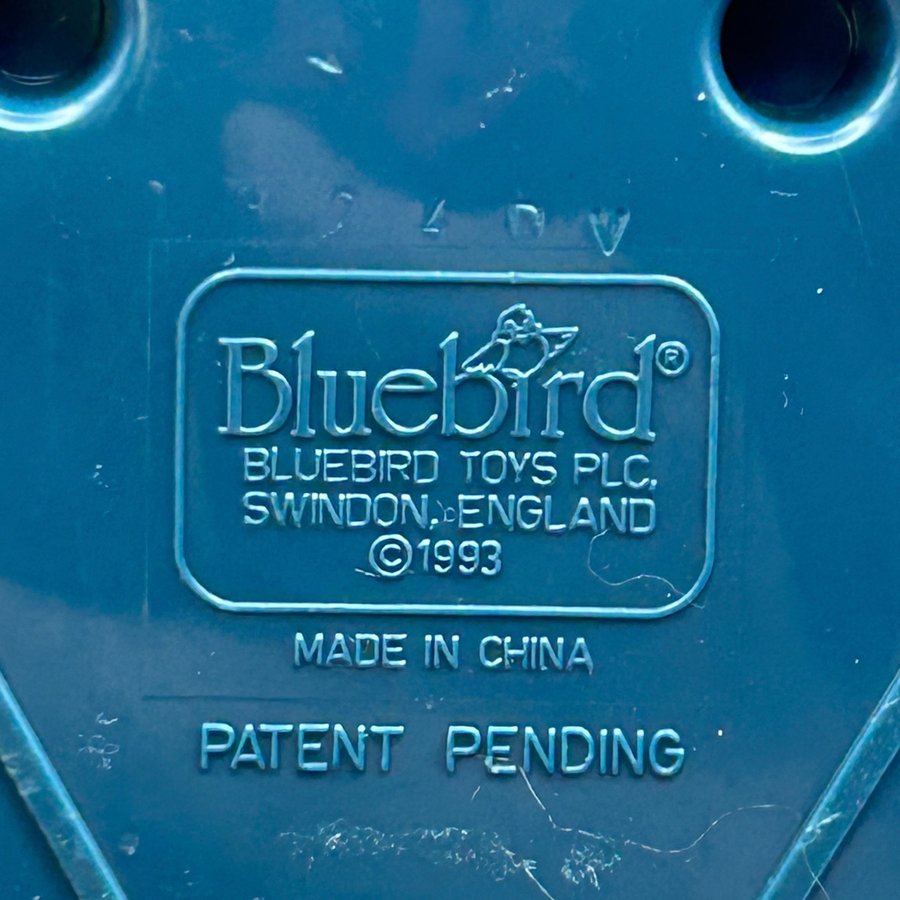 Bluebird®
BLUEBIRD TOYS PLC.
SWINDON, ENGLAND
©1993
MADE IN CHINA
PATENT PENDING